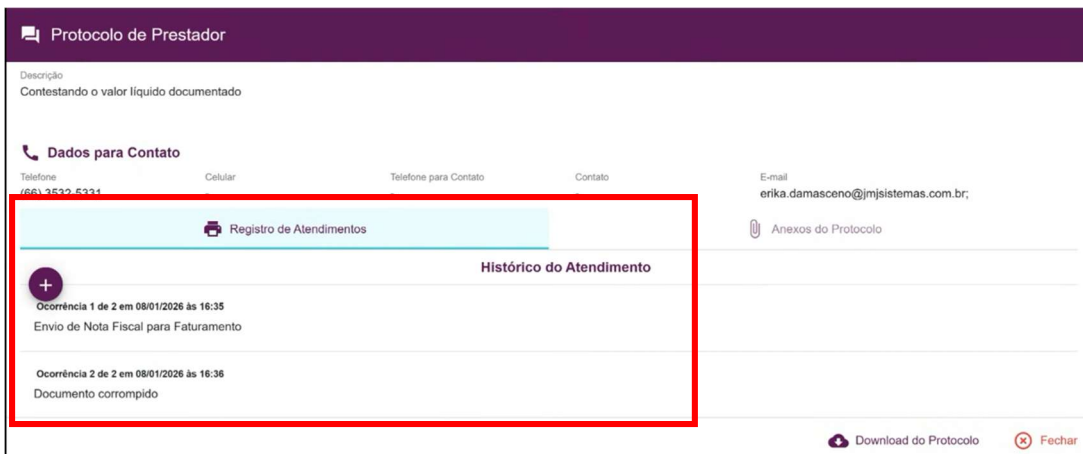 Protocolo de Prestador
Descrição
Contestando o valor líquido documentado
Dados para Contato
Telefone Celular Telefone para Contato Contato E-mail
(66) 3532-5331 - - - erika.damasceno@jmjsistemas.com.br;
Registro de Atendimentos Anexos do Protocolo
Histórico do Atendimento
+
Ocorrência 1 de 2 em 08/01/2026 às 16:35
Envio de Nota Fiscal para Faturamento
Ocorrência 2 de 2 em 08/01/2026 às 16:36
Documento corrompido
Download do Protocolo Fechar